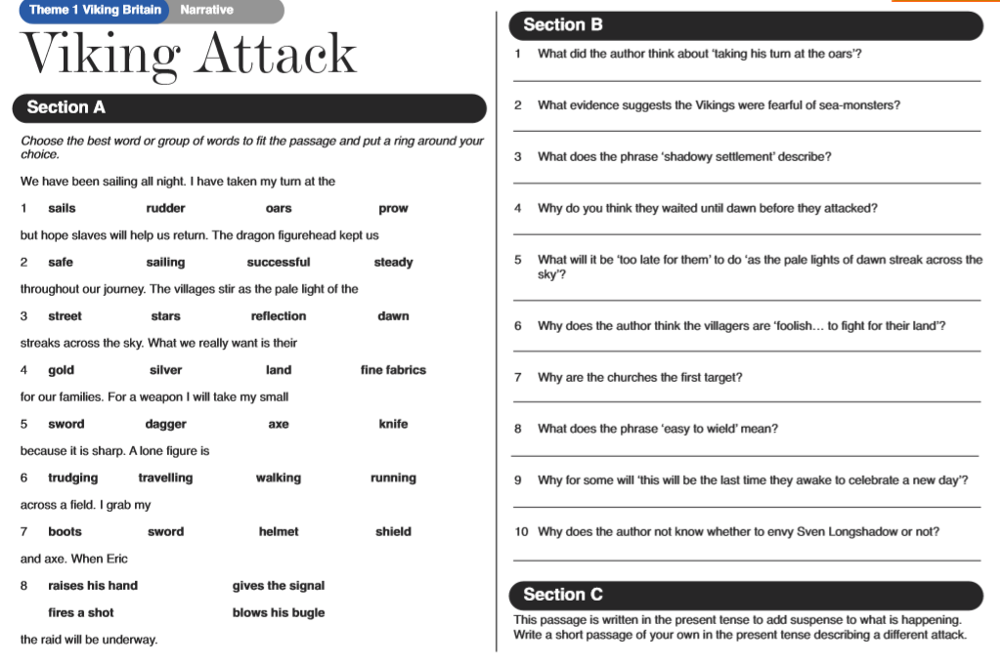 Theme 1 Viking Britain Narrative
Viking Attack
Section A
Choose the best word or group of words to fit the passage and put a ring around your
choice.
We have been sailing all night. I have taken my turn at the
1 sails rudder oars prow
but hope slaves will help us return. The dragon figurehead kept us
2 safe sailing successful steady
throughout our journey. The villages stir as the pale light of the
3 street stars reflection dawn
streaks across the sky. What we really want is their
4 gold silver land fine fabrics
for our families. For a weapon I will take my small
5 sword dagger axe knife
because it is sharp. A lone figure is
6 trudging travelling walking running
across a field. I grab my
7 boots sword helmet shield
and axe. When Eric
8 raises his hand gives the signal
fires a shot blows his bugle
the raid will be underway.
Section B
1 What did the author think about ‘taking his turn at the oars’?
2 What evidence suggests the Vikings were fearful of sea-monsters?
3 What does the phrase ‘shadowy settlement’ describe?
4 Why do you think they waited until dawn before they attacked?
5 What will it be ‘too late for them’ to do ‘as the pale lights of dawn streak across the
sky’?
6 Why does the author think the villagers are ‘foolish… to fight for their land’?
7 Why are the churches the first target?
8 What does the phrase ‘easy to wield’ mean?
9 Why for some will ‘this will be the last time they awake to celebrate a new day’?
10 Why does the author not know whether to envy Sven Longshadow or not?
Section C
This passage is written in the present tense to add suspense to what is happening.
Write a short passage of your own in the present tense describing a different attack.